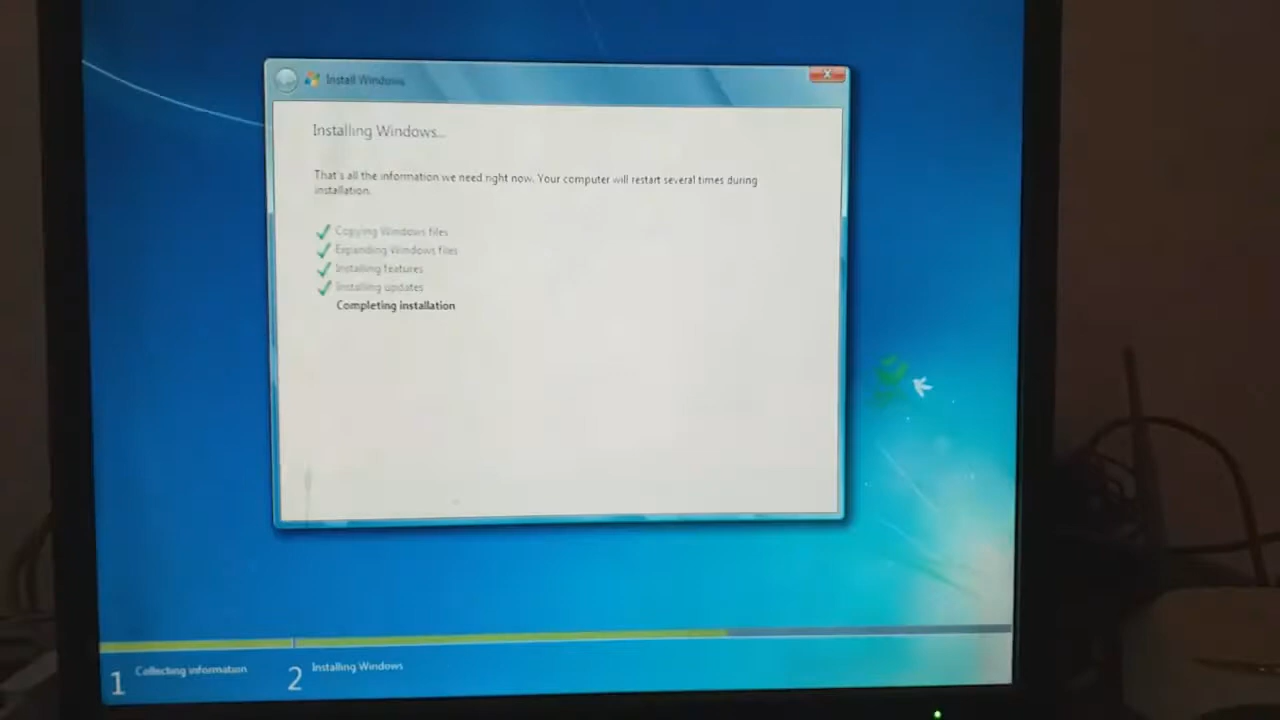 Install Windows
Installing Windows...
That's all the information we need right now. Your computer will restart several times during
installation.
Copying Windows files
Expanding Windows files
Installing features
Installing updates
Completing installation
1 Collecting information
2 Installing Windows